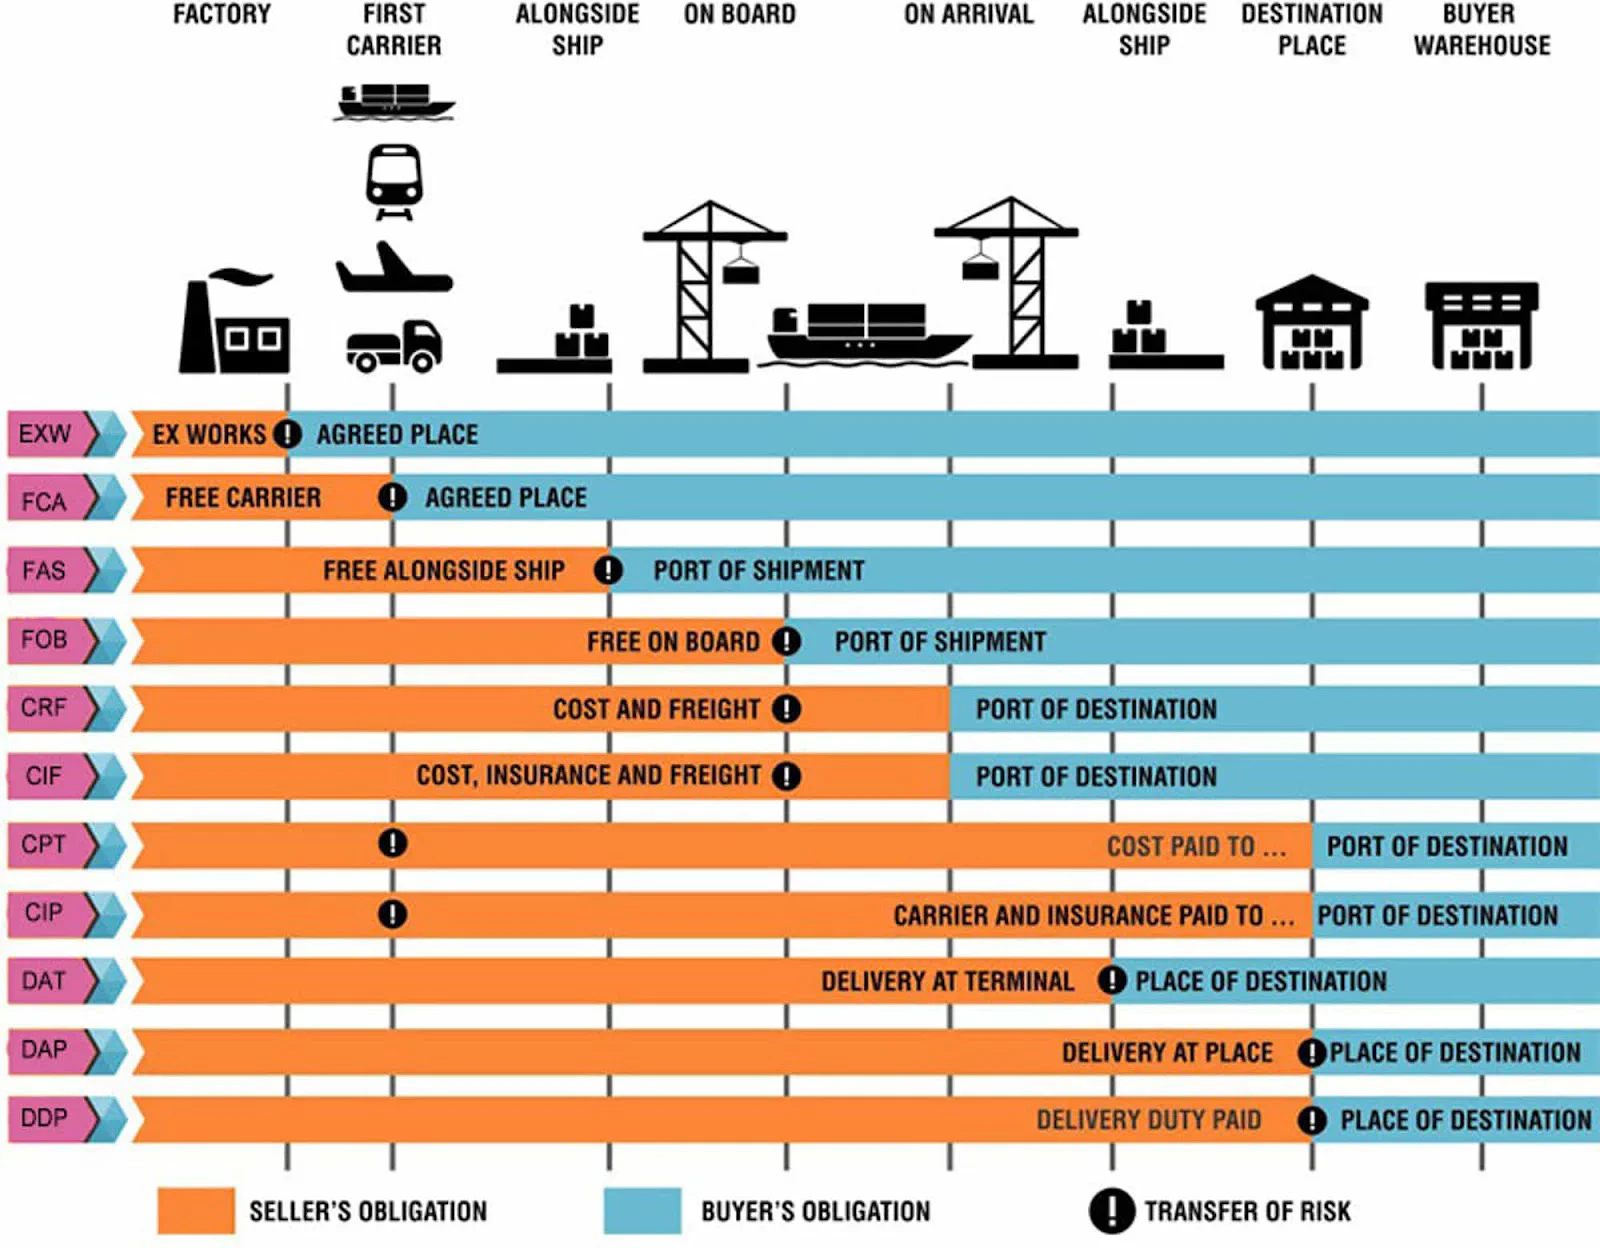 FACTORY
FIRST
CARRIER
ALONGSIDE
SHIP
ON BOARD
ON ARRIVAL
ALONGSIDE
SHIP
DESTINATION
PLACE
BUYER
WAREHOUSE
EXW EX WORKS ! AGREED PLACE
FCA FREE CARRIER ! AGREED PLACE
FAS FREE ALONGSIDE SHIP ! PORT OF SHIPMENT
FOB FREE ON BOARD ! PORT OF SHIPMENT
CRF COST AND FREIGHT ! PORT OF DESTINATION
CIF COST, INSURANCE AND FREIGHT ! PORT OF DESTINATION
CPT ! COST PAID TO ... PORT OF DESTINATION
CIP ! CARRIER AND INSURANCE PAID TO ... PORT OF DESTINATION
DAT DELIVERY AT TERMINAL ! PLACE OF DESTINATION
DAP DELIVERY AT PLACE ! PLACE OF DESTINATION
DDP DELIVERY DUTY PAID ! PLACE OF DESTINATION
SELLER'S OBLIGATION
BUYER'S OBLIGATION
! TRANSFER OF RISK